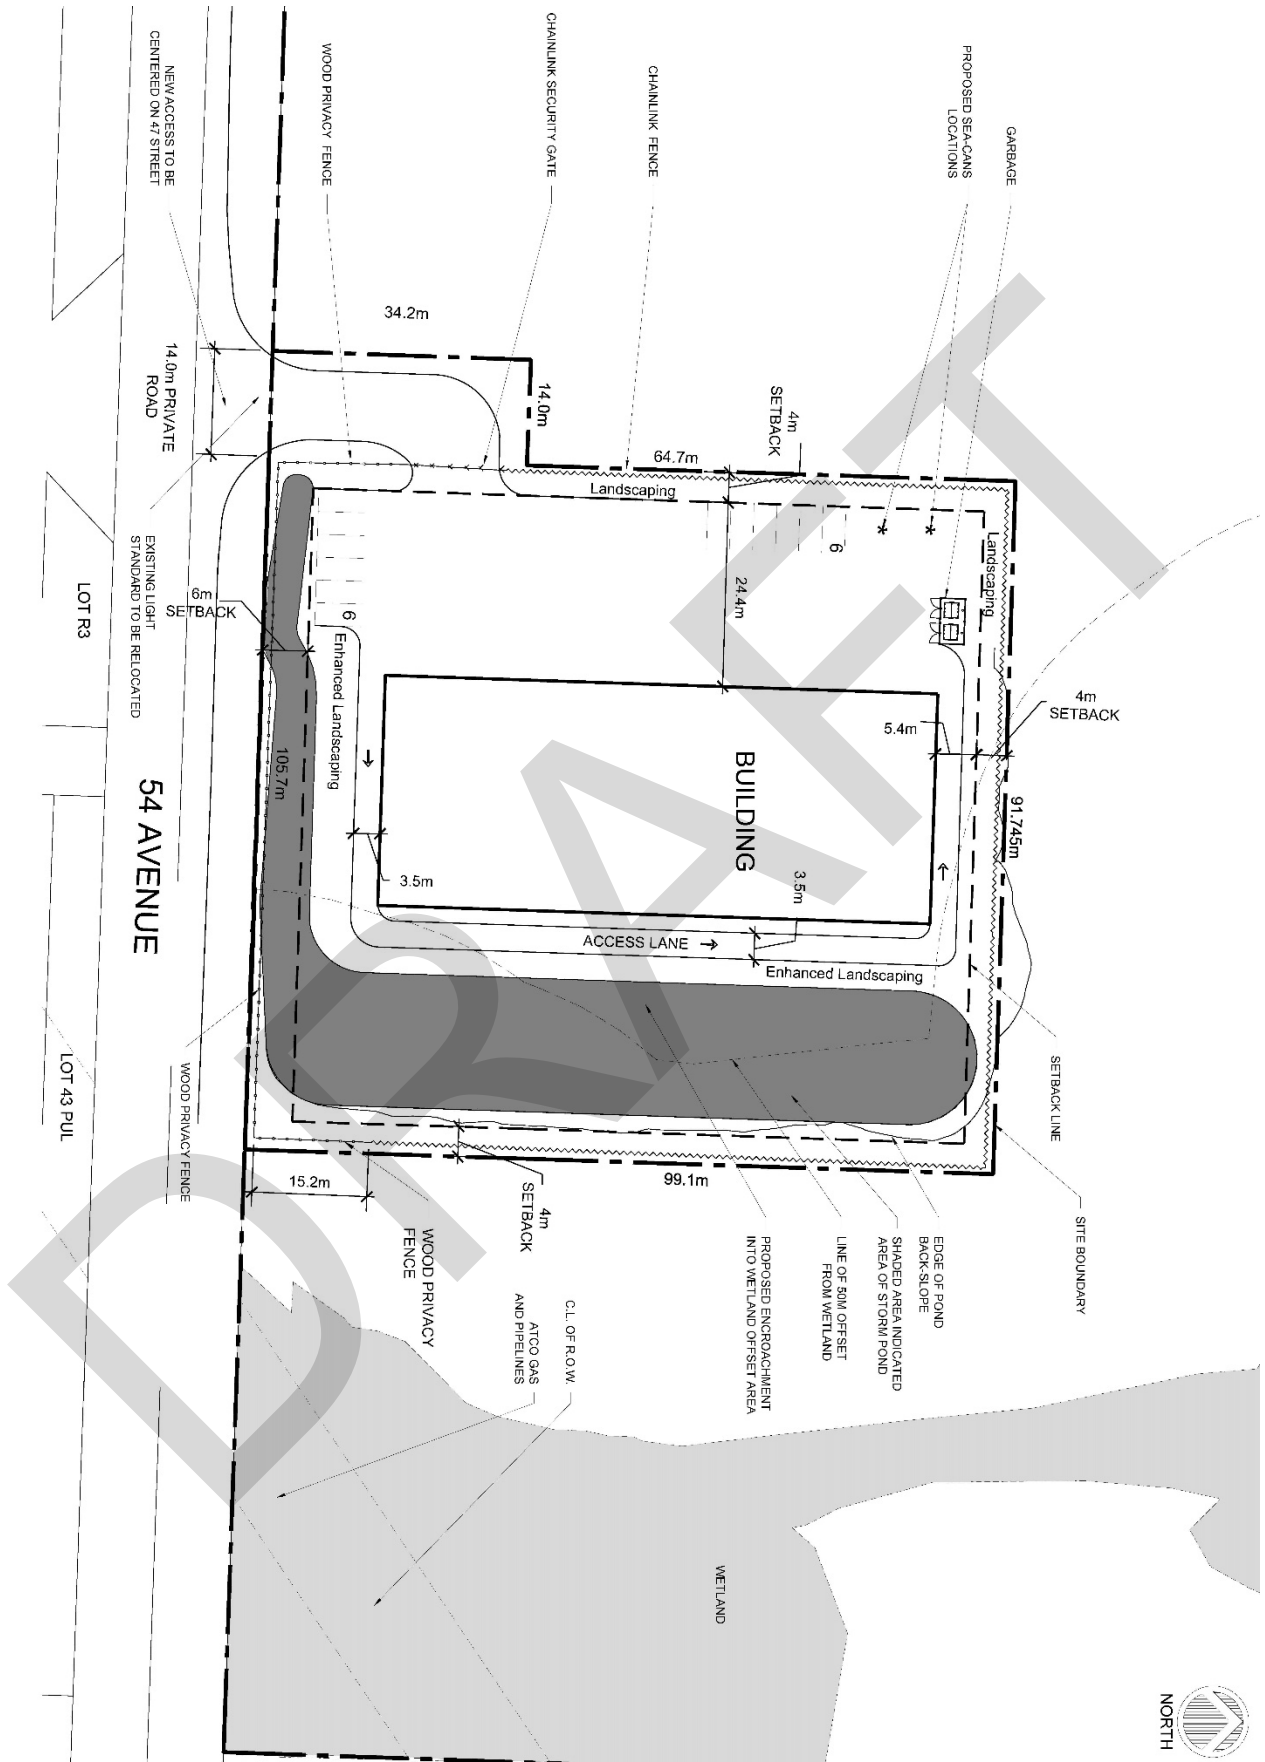 PROPOSED SEA-CANS
LOCATIONS
GARBAGE
CHAINLINK FENCE
CHAINLINK SECURITY GATE
WOOD PRIVACY FENCE
NEW ACCESS TO BE
CENTERED ON 47 STREET
34.2m
14.0m
4m
SETBACK
64.7m
Landscaping
Landscaping
14.0m PRIVATE
ROAD
EXISTING LIGHT
STANDARD TO BE RELOCATED
LOT R3
6m
SETBACK
6
6
24.4m
Enhanced Landscaping
105.7m
BUILDING
5.4m
4m
SETBACK
91.745m
3.5m
3.5m
ACCESS LANE
Enhanced Landscaping
54 AVENUE
LOT 43 PUL
WOOD PRIVACY FENCE
SETBACK LINE
SITE BOUNDARY
15.2m
99.1m
4m
SETBACK
WOOD PRIVACY
FENCE
EDGE OF POND
BACK-SLOPE
SHADED AREA INDICATED
AREA OF STORM POND
LINE OF 50M OFFSET
FROM WETLAND
PROPOSED ENCROACHMENT
INTO WETLAND OFFSET AREA
C.L. OF R.O.W.
ATCO GAS
AND PIPELINES
WETLAND
NORTH
DRAFT